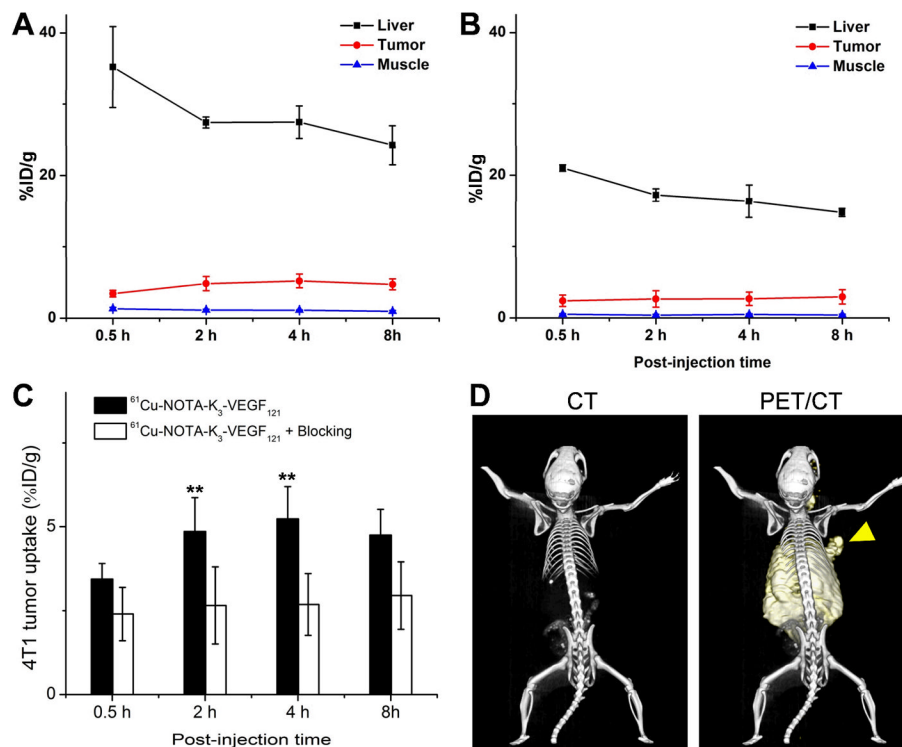 A
Liver
Tumor
Muscle
40
20
0
%ID/g
0.5 h 2 h 4 h 8h
B
Liver
Tumor
Muscle
40
20
0
%ID/g
0.5 h 2 h 4 h 8h
Post-injection time
C
⁶¹Cu-NOTA-K₃-VEGF₁₂₁
⁶¹Cu-NOTA-K₃-VEGF₁₂₁ + Blocking
** **
5
0
4T1 tumor uptake (%ID/g)
0.5 h 2 h 4 h 8h
Post-injection time
D
CT PET/CT